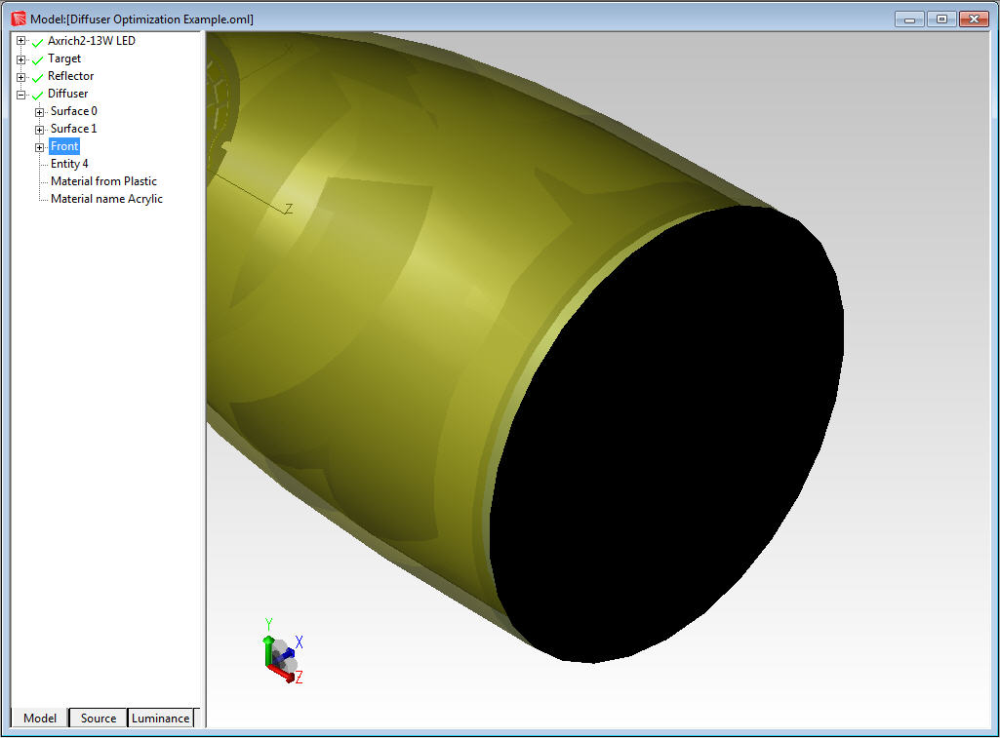 Model:[Diffuser Optimization Example.oml]
Axrich2-13W LED
Target
Reflector
Diffuser
Surface 0
Surface 1
Front
Entity 4
Material from Plastic
Material name Acrylic
X
Z
Y
X
Z
Model Source Luminance